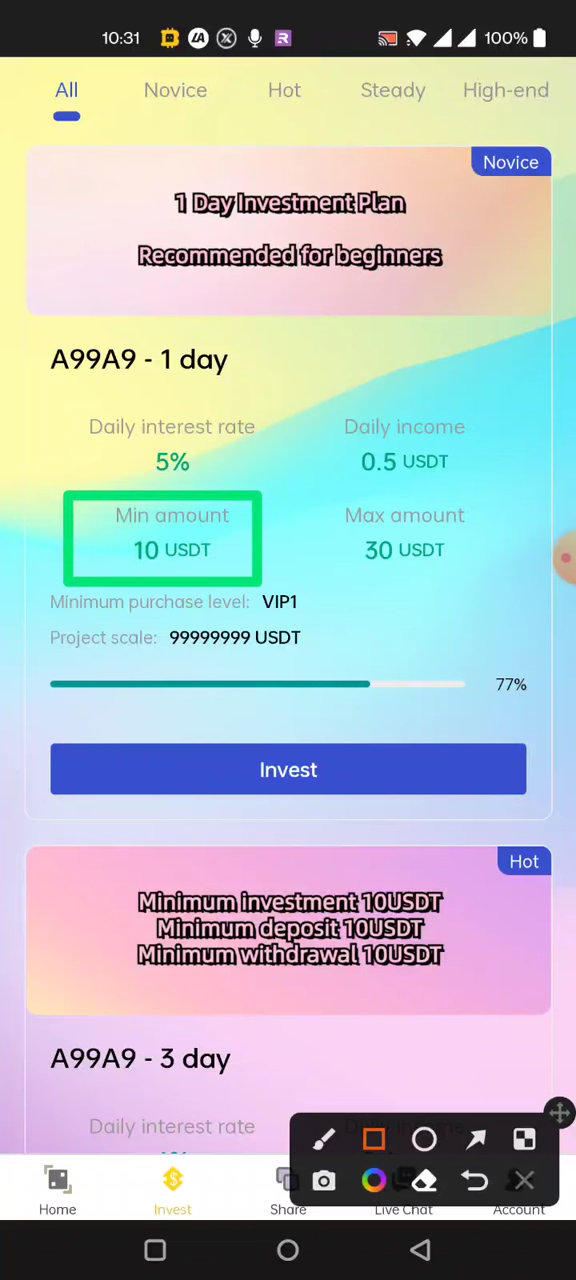 10:31
100%
All Novice Hot Steady High-end
Novice
1 Day Investment Plan
Recommended for beginners
A99A9 - 1 day
Daily interest rate Daily income
5% 0.5 USDT
Min amount Max amount
10 USDT 30 USDT
Minimum purchase level: VIP1
Project scale: 99999999 USDT
77%
Invest
Hot
Minimum investment 10USDT
Minimum deposit 10USDT
Minimum withdrawal 10USDT
A99A9 - 3 day
Daily interest rate
Home Invest Share Live Chat Account